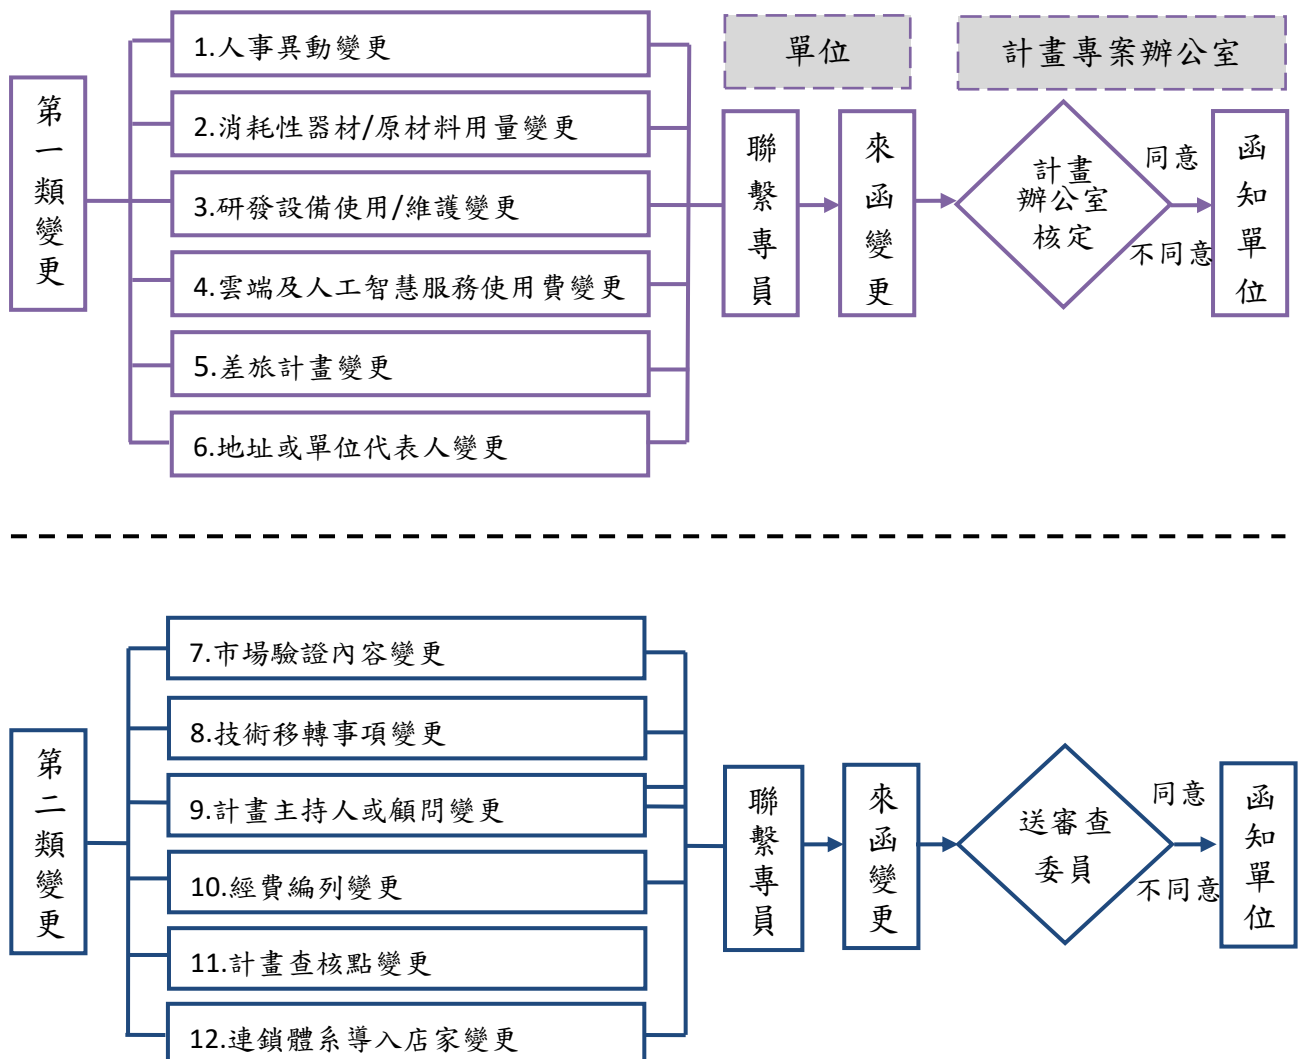 單位
計畫專案辦公室
第一類變更
1.人事異動變更
2.消耗性器材/原材料用量變更
3.研發設備使用/維護變更
4.雲端及人工智慧服務使用費變更
5.差旅計畫變更
6.地址或單位代表人變更
聯繫專員
來函變更
計畫
辦公室
核定
同意
不同意
函知單位
第二類變更
7.市場驗證內容變更
8.技術移轉事項變更
9.計畫主持人或顧問變更
10.經費編列變更
11.計畫查核點變更
12.連鎖體系導入店家變更
聯繫專員
來函變更
送審查
委員
同意
不同意
函知單位